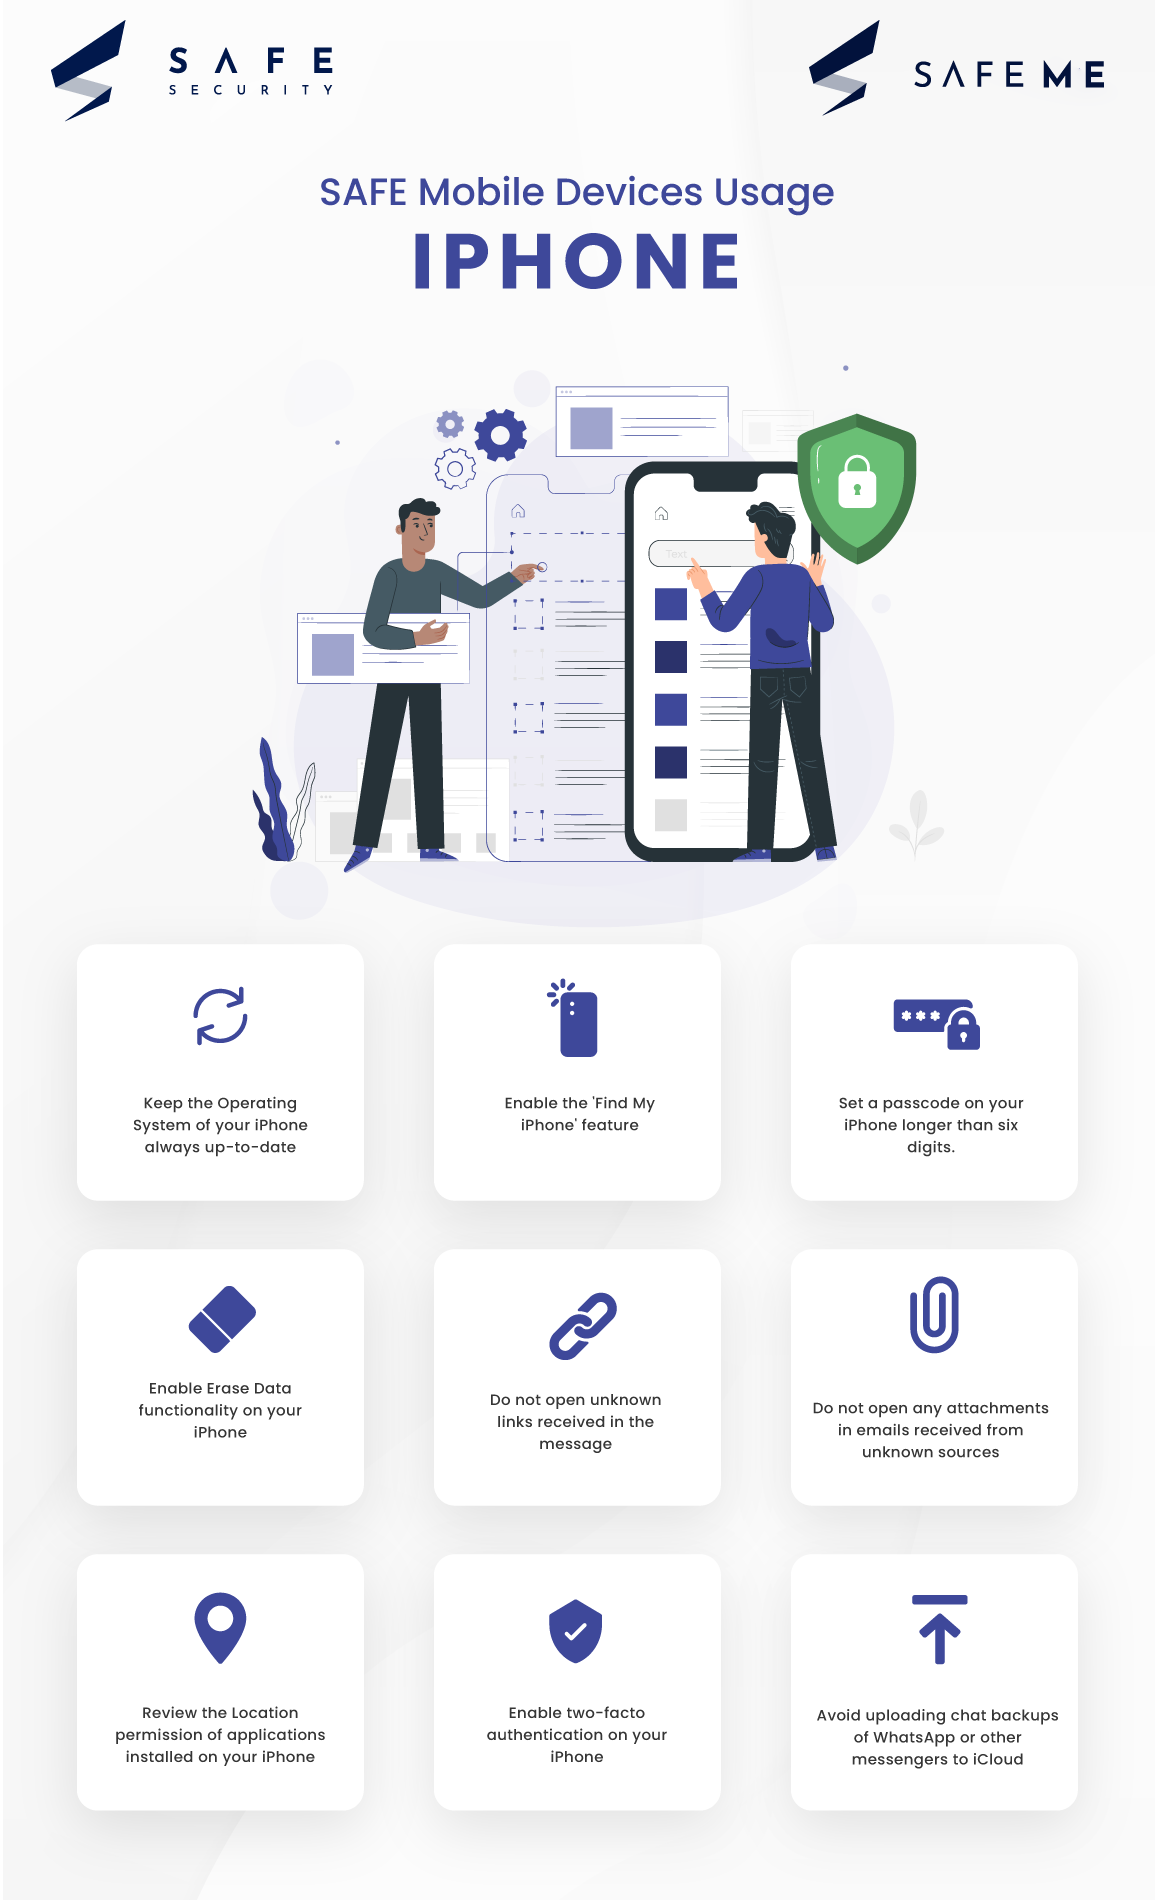 SAFE
SECURITY
SAFE ME
SAFE Mobile Devices Usage
IPHONE
Text
Keep the Operating
System of your iPhone
always up-to-date
Enable the 'Find My
iPhone' feature
Set a passcode on your
iPhone longer than six
digits.
Enable Erase Data
functionality on your
iPhone
Do not open unknown
links received in the
message
Do not open any attachments
in emails received from
unknown sources
Review the Location
permission of applications
installed on your iPhone
Enable two-facto
authentication on your
iPhone
Avoid uploading chat backups
of WhatsApp or other
messengers to iCloud